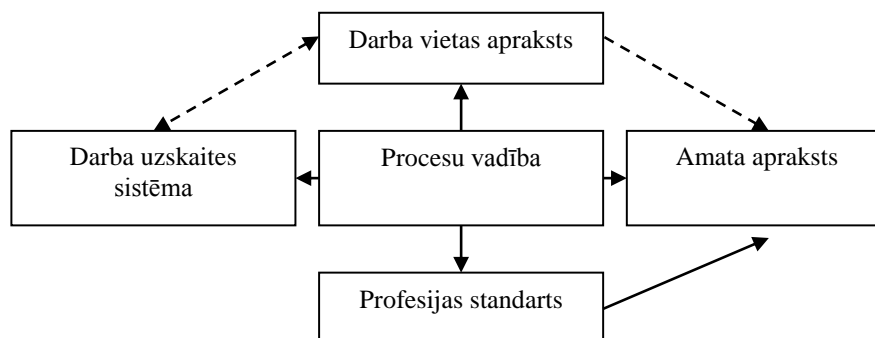 Darba vietas apraksts
Darba uzskaites
sistēma
Procesu vadība
Amata apraksts
Profesijas standarts